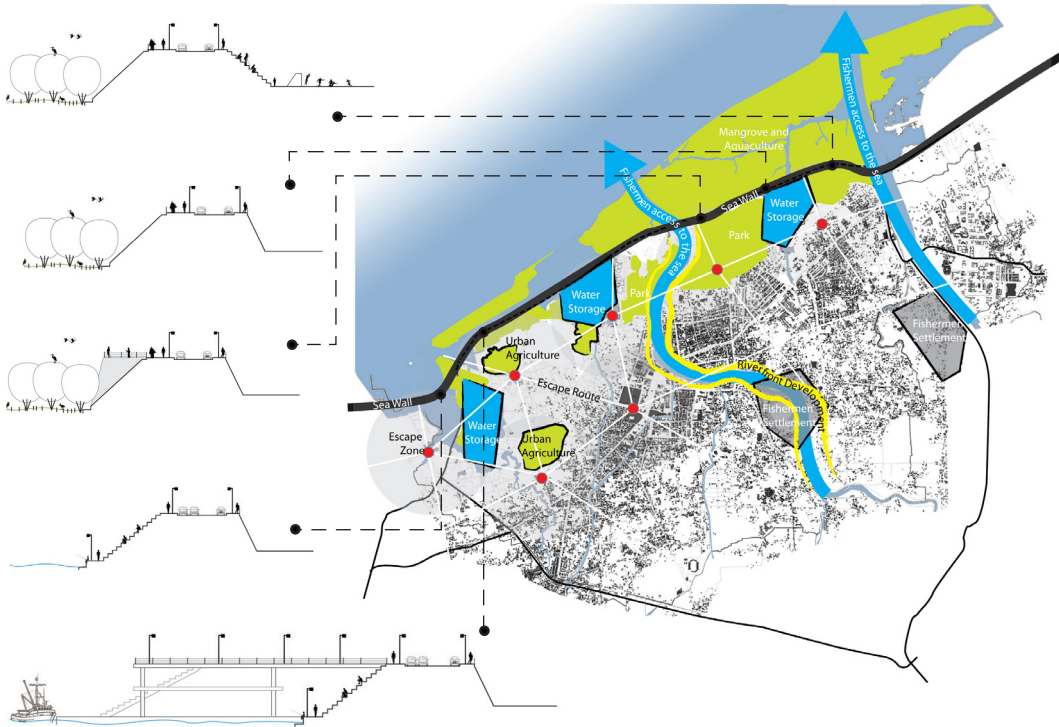 Fishermen access to the sea
Mangrove and
Aquaculture
Fishermen access to the sea
Sea Wall
Water
Storage
Park
Water
Storage
Park
Fishermen
Settlement
Urban
Agriculture
Escape Route
Riverfront Development
Fishermen
Settlement
Sea Wall
Water
Storage
Escape
Zone
Urban
Agriculture